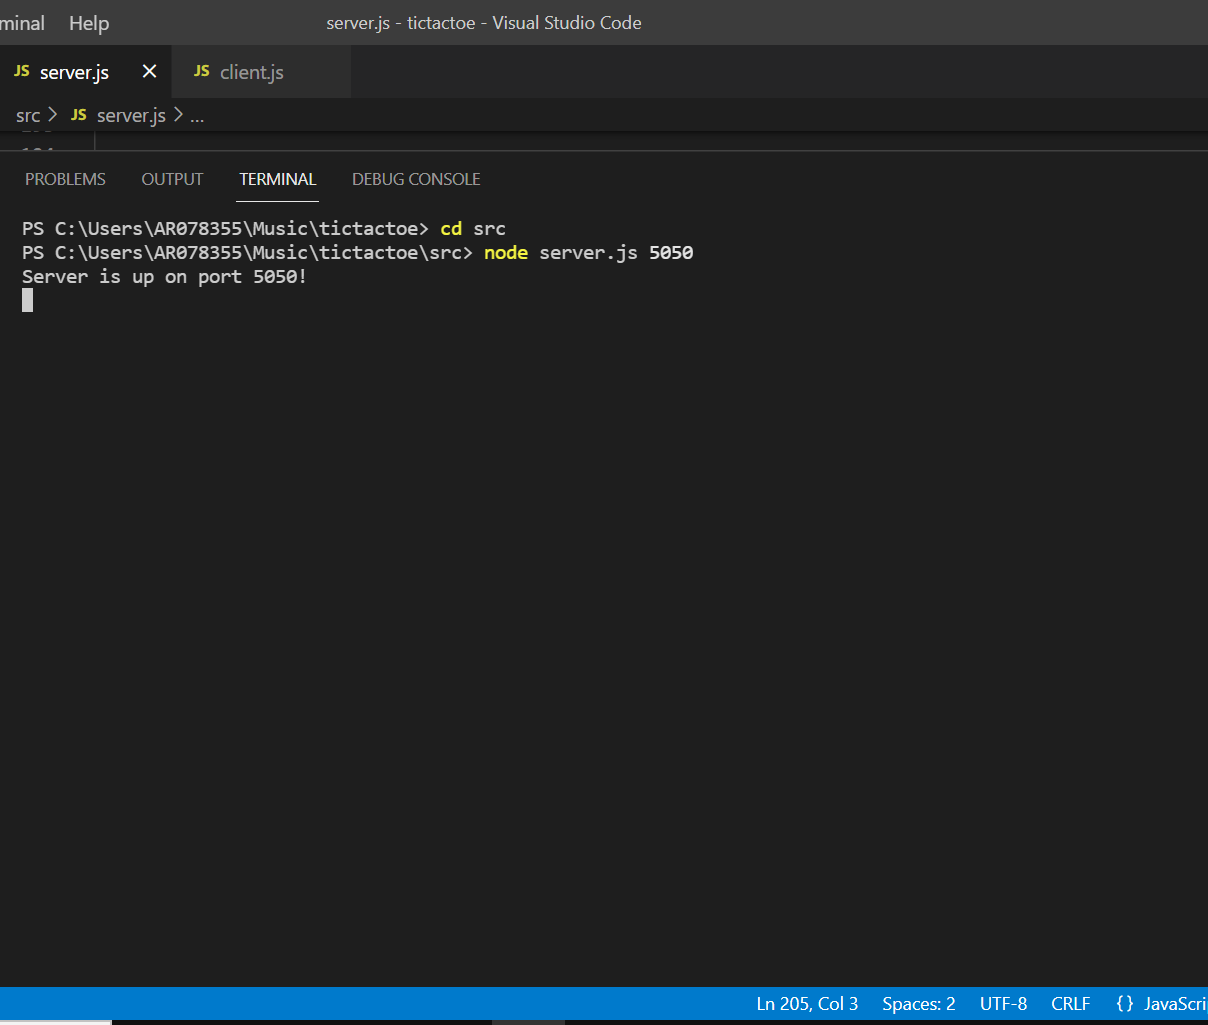 minal Help server.js - tictactoe - Visual Studio Code
JS server.js JS client.js
src > JS server.js > ...
PROBLEMS OUTPUT TERMINAL DEBUG CONSOLE
PS C:\Users\AR078355\Music\tictactoe> cd src
PS C:\Users\AR078355\Music\tictactoe\src> node server.js 5050
Server is up on port 5050!
Ln 205, Col 3 Spaces: 2 UTF-8 CRLF {} JavaScri